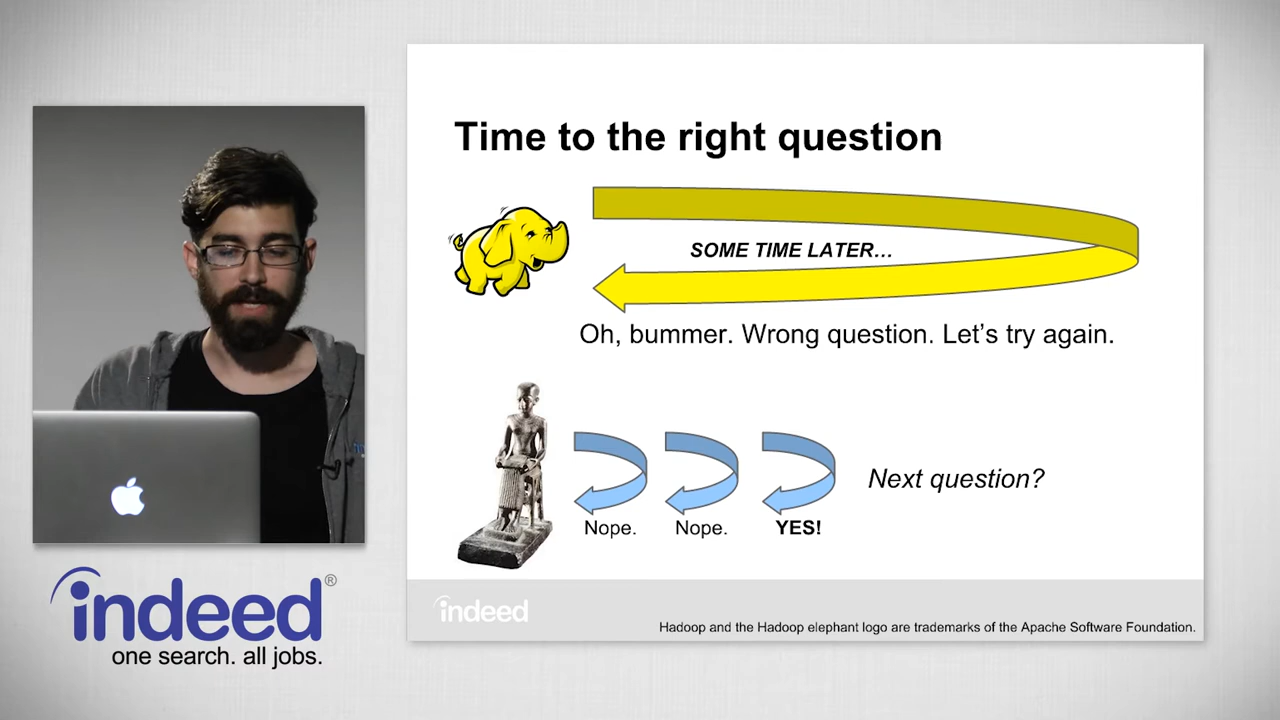 Time to the right question
SOME TIME LATER…
Oh, bummer. Wrong question. Let’s try again.
Nope.
Nope.
YES!
Next question?
indeed
Hadoop and the Hadoop elephant logo are trademarks of the Apache Software Foundation.
indeed®
one search. all jobs.